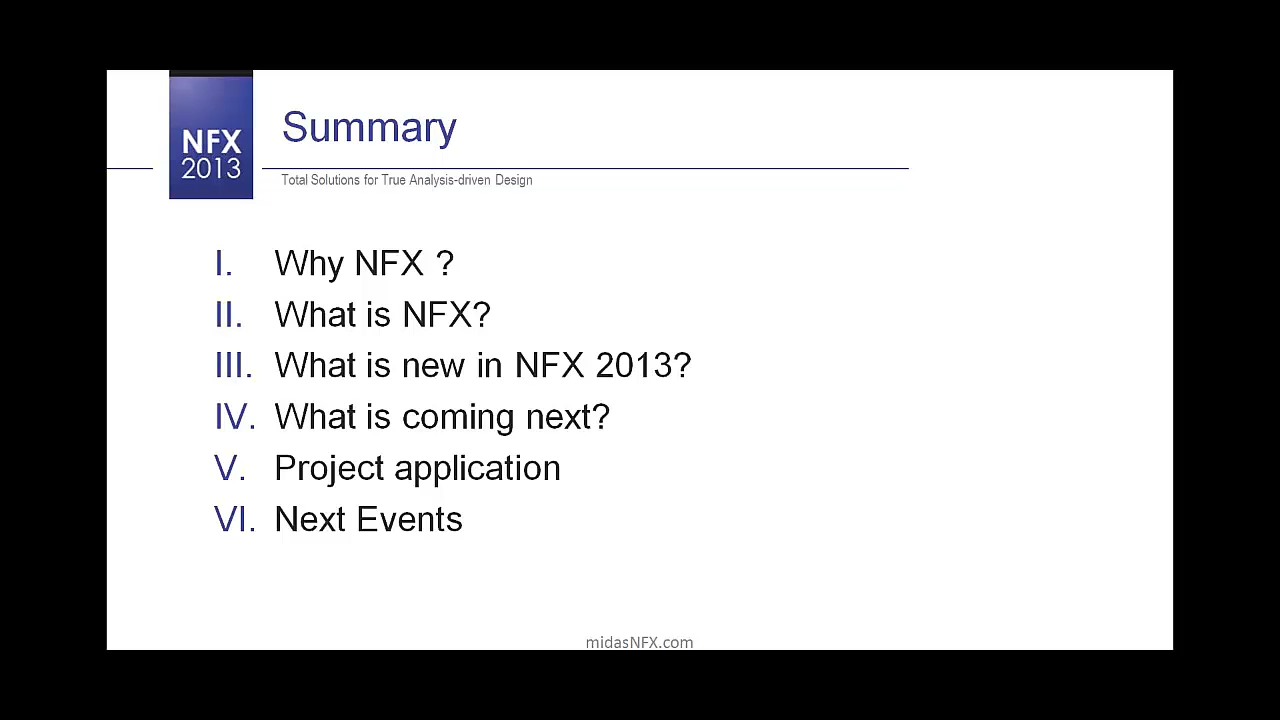 NFX
2013
Summary
Total Solutions for True Analysis-driven Design
I. Why NFX ?
II. What is NFX?
III. What is new in NFX 2013?
IV. What is coming next?
V. Project application
VI. Next Events
midasNFX.com